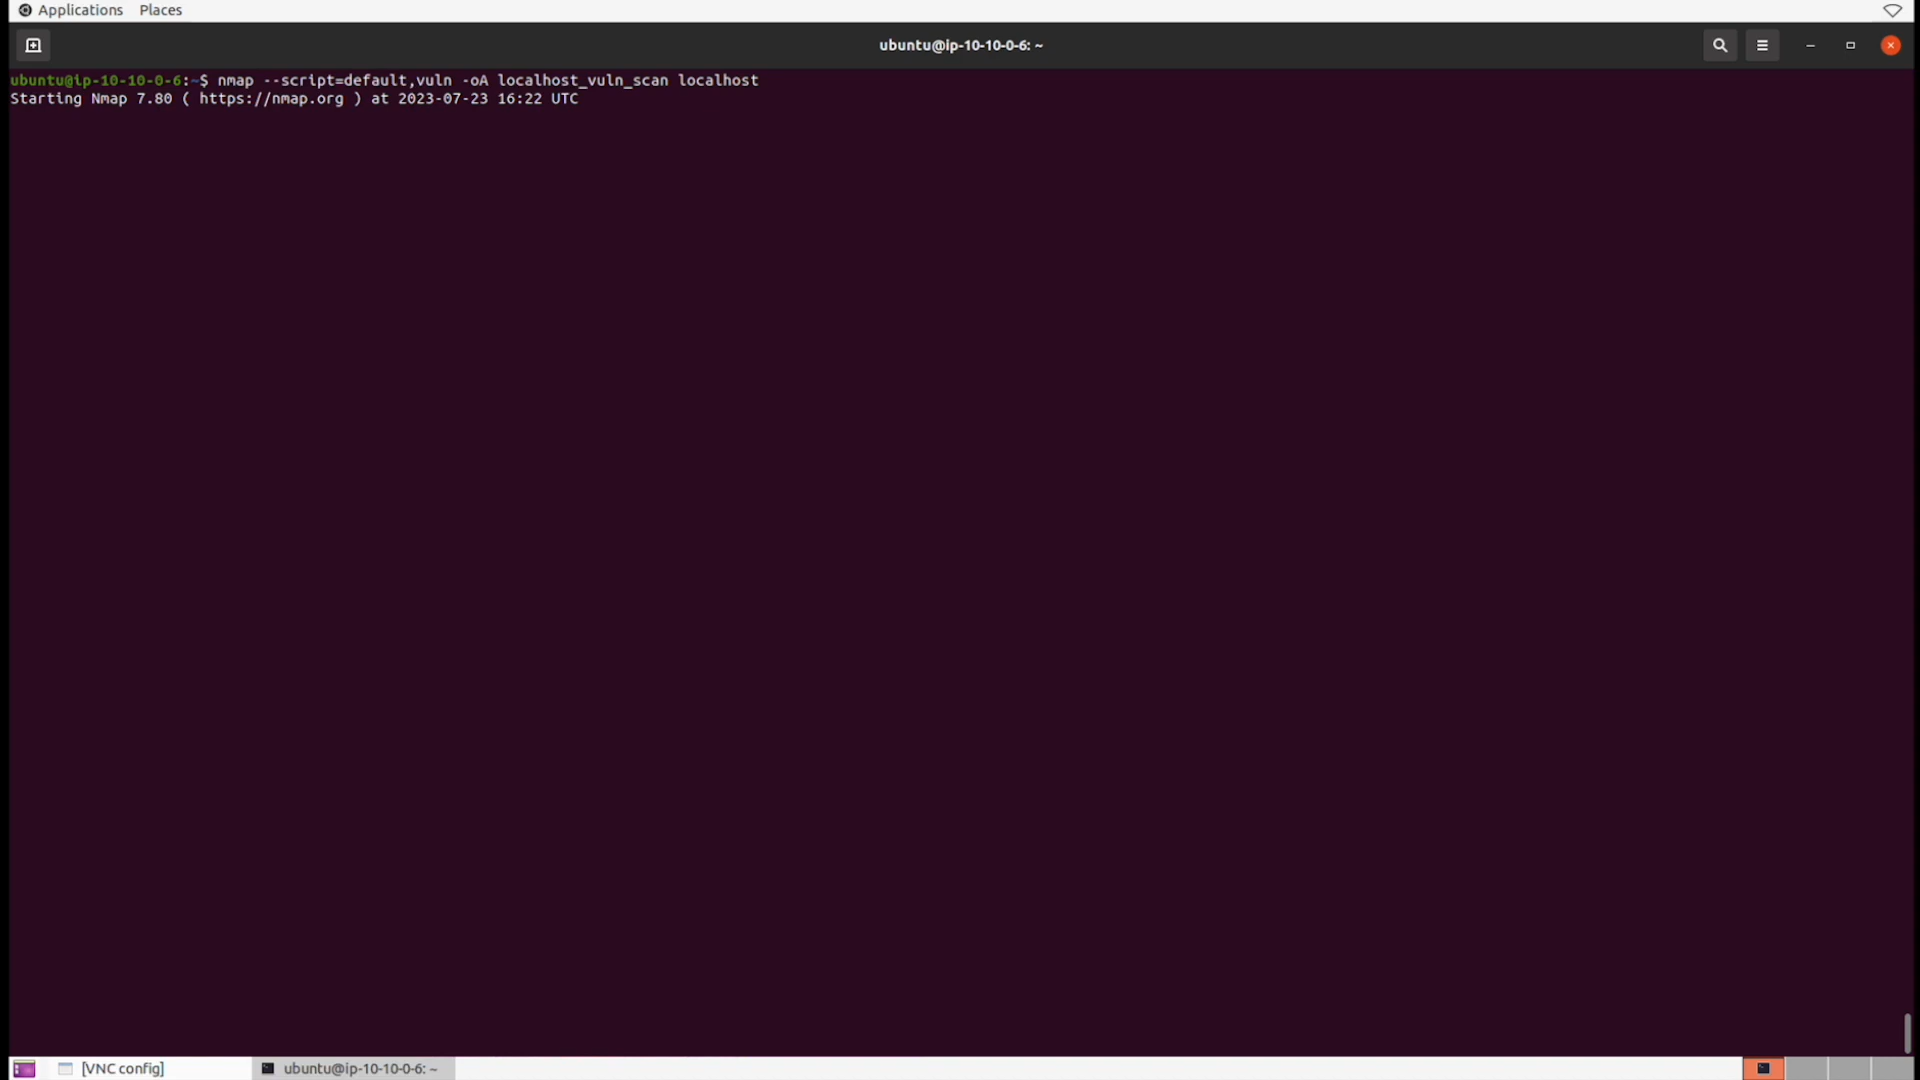 Applications Places
ubuntu@ip-10-10-0-6: ~
ubuntu@ip-10-10-0-6:~$ nmap --script=default,vuln -oA localhost_vuln_scan localhost
Starting Nmap 7.80 ( https://nmap.org ) at 2023-07-23 16:22 UTC
[VNC config] ubuntu@ip-10-10-0-6: ~